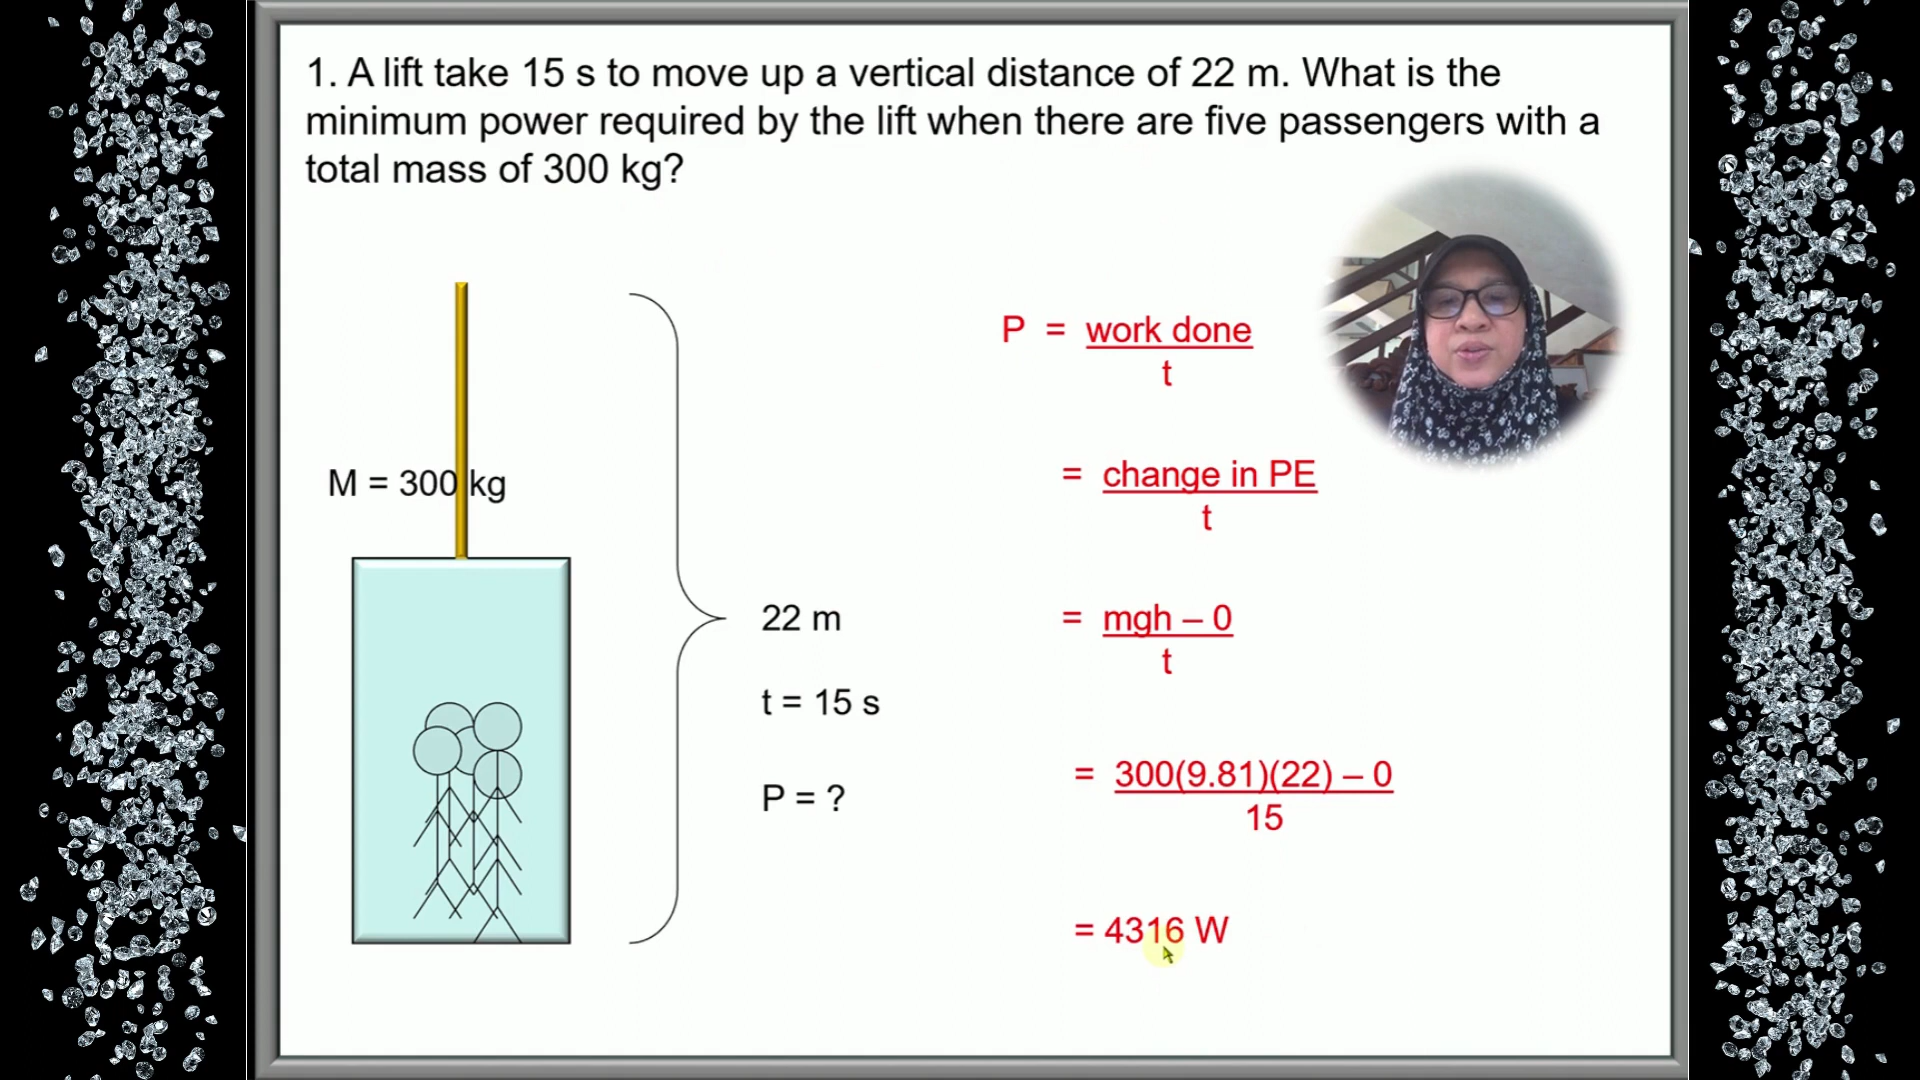 1. A lift take 15 s to move up a vertical distance of 22 m. What is the
minimum power required by the lift when there are five passengers with a
total mass of 300 kg?
M = 300 kg
22 m
t = 15 s
P = ?
P = work done
t
= change in PE
t
= mgh – 0
t
= 300(9.81)(22) – 0
15
= 4316 W